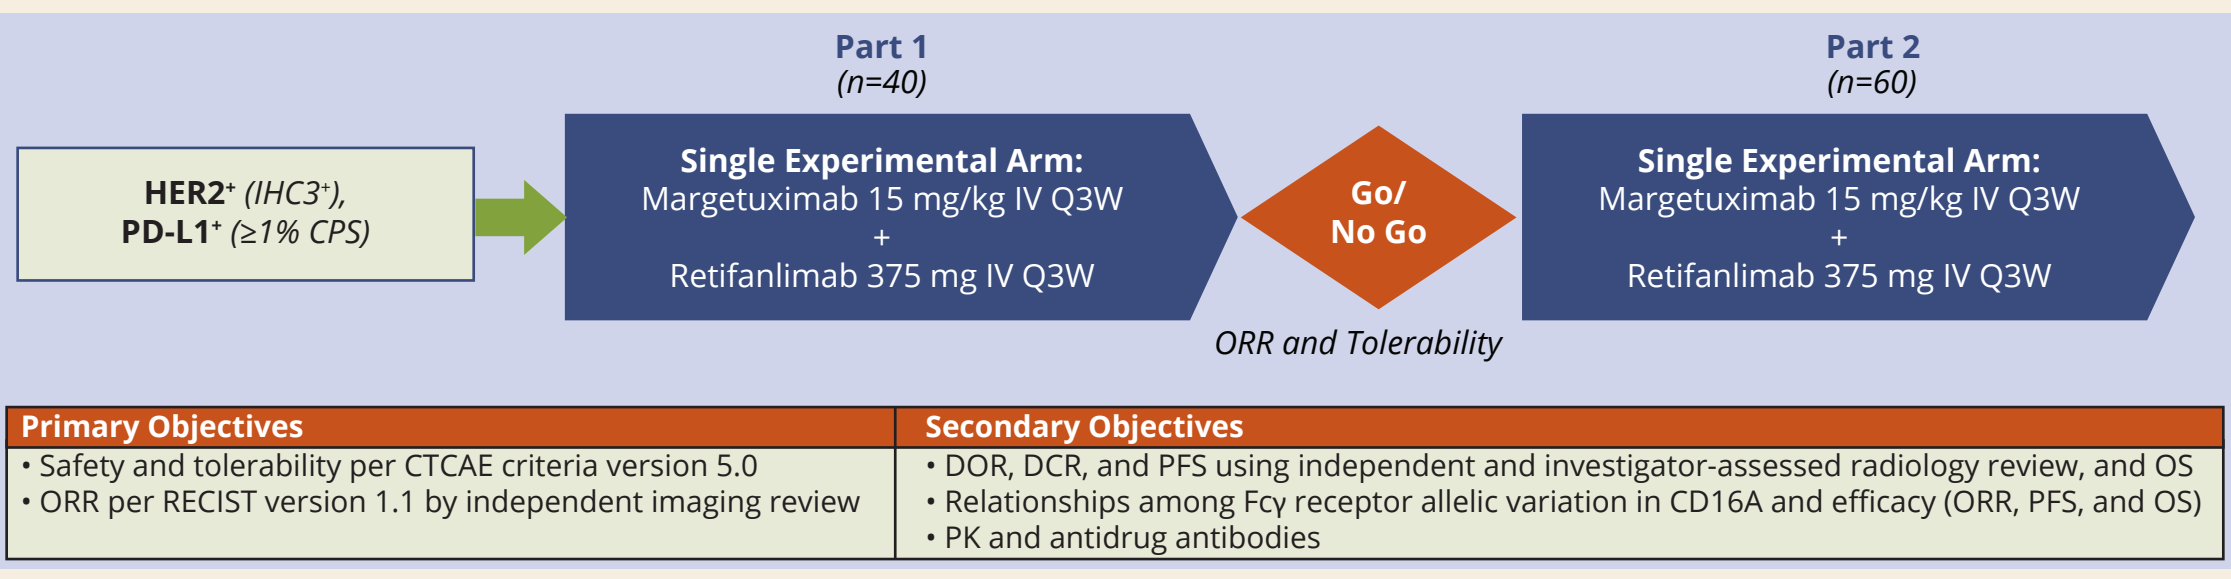 Part 1
(n=40)
Part 2
(n=60)
HER2⁺ (IHC3⁺),
PD-L1⁺ (≥1% CPS)
Single Experimental Arm:
Margetuximab 15 mg/kg IV Q3W
+
Retifanlimab 375 mg IV Q3W
Go/
No Go
ORR and Tolerability
Single Experimental Arm:
Margetuximab 15 mg/kg IV Q3W
+
Retifanlimab 375 mg IV Q3W
Primary Objectives
• Safety and tolerability per CTCAE criteria version 5.0
• ORR per RECIST version 1.1 by independent imaging review
Secondary Objectives
• DOR, DCR, and PFS using independent and investigator-assessed radiology review, and OS
• Relationships among Fcγ receptor allelic variation in CD16A and efficacy (ORR, PFS, and OS)
• PK and antidrug antibodies